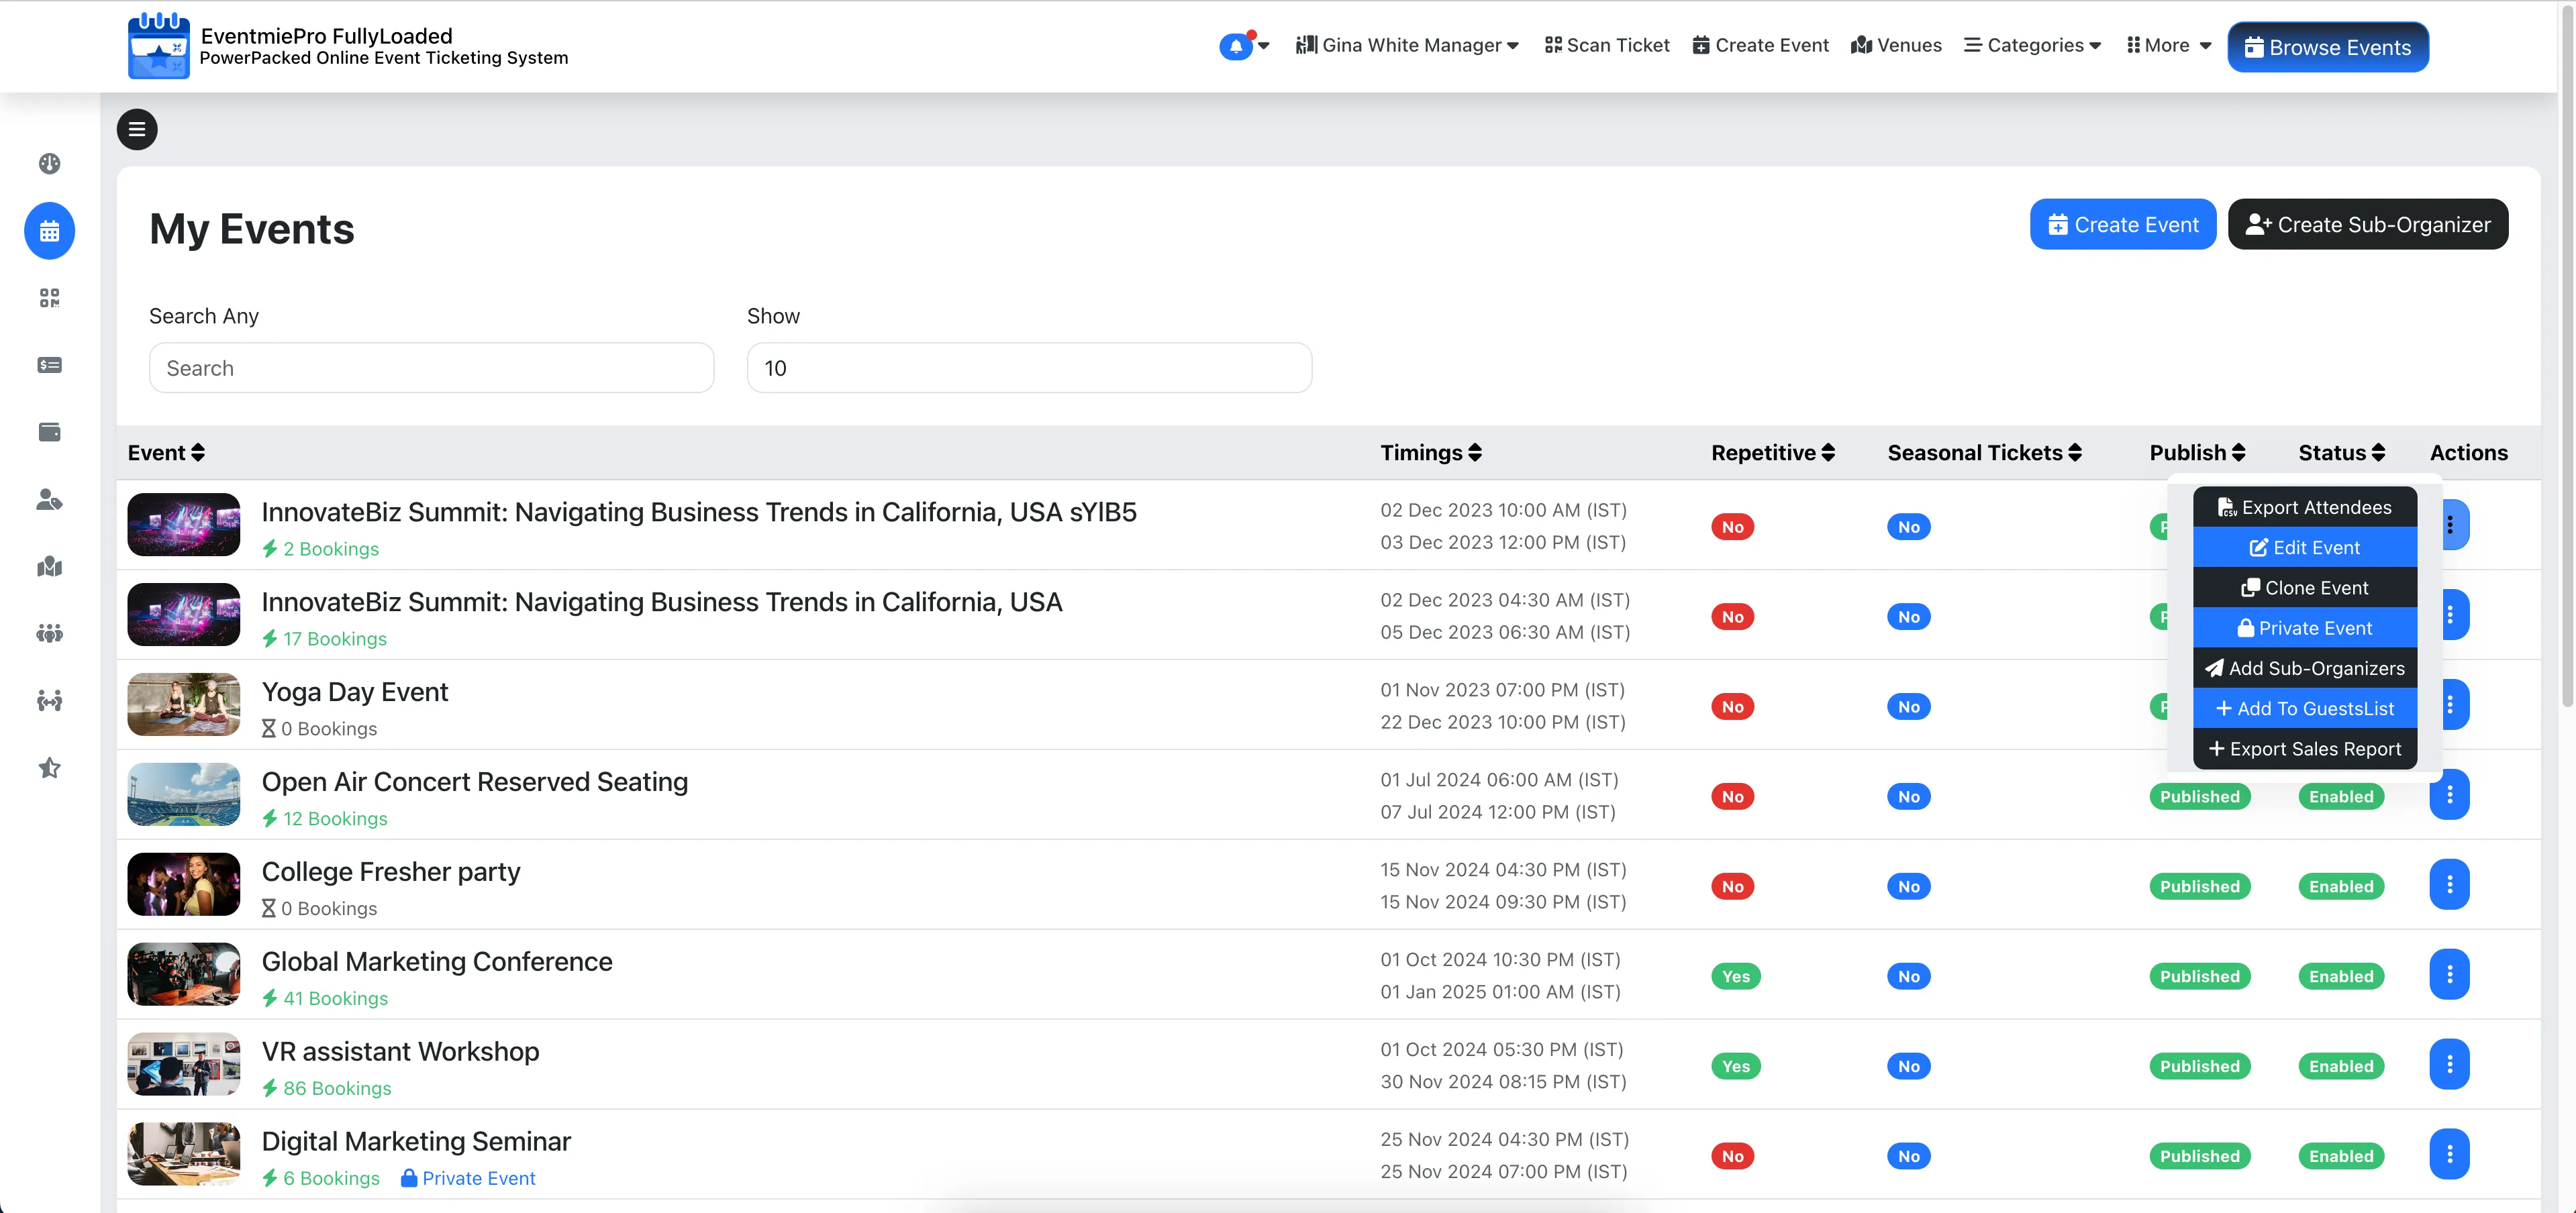 EventmiePro FullyLoaded
PowerPacked Online Event Ticketing System
Gina White Manager
Scan Ticket
Create Event
Venues
Categories
More
Browse Events
My Events
Create Event
Create Sub-Organizer
Search Any
Show
Search
10
Event
Timings
Repetitive
Seasonal Tickets
Publish
Status
Actions
InnovateBiz Summit: Navigating Business Trends in California, USA sYlB5
2 Bookings
02 Dec 2023 10:00 AM (IST)
03 Dec 2023 12:00 PM (IST)
No
No
InnovateBiz Summit: Navigating Business Trends in California, USA
17 Bookings
02 Dec 2023 04:30 AM (IST)
05 Dec 2023 06:30 AM (IST)
No
No
Yoga Day Event
0 Bookings
01 Nov 2023 07:00 PM (IST)
22 Dec 2023 10:00 PM (IST)
No
No
Export Attendees
Edit Event
Clone Event
Private Event
Add Sub-Organizers
Add To GuestsList
Export Sales Report
Open Air Concert Reserved Seating
12 Bookings
01 Jul 2024 06:00 AM (IST)
07 Jul 2024 12:00 PM (IST)
No
No
Published
Enabled
College Fresher party
0 Bookings
15 Nov 2024 04:30 PM (IST)
15 Nov 2024 09:30 PM (IST)
No
No
Published
Enabled
Global Marketing Conference
41 Bookings
01 Oct 2024 10:30 PM (IST)
01 Jan 2025 01:00 AM (IST)
Yes
No
Published
Enabled
VR assistant Workshop
86 Bookings
01 Oct 2024 05:30 PM (IST)
30 Nov 2024 08:15 PM (IST)
Yes
No
Published
Enabled
Digital Marketing Seminar
6 Bookings
Private Event
25 Nov 2024 04:30 PM (IST)
25 Nov 2024 07:00 PM (IST)
No
No
Published
Enabled